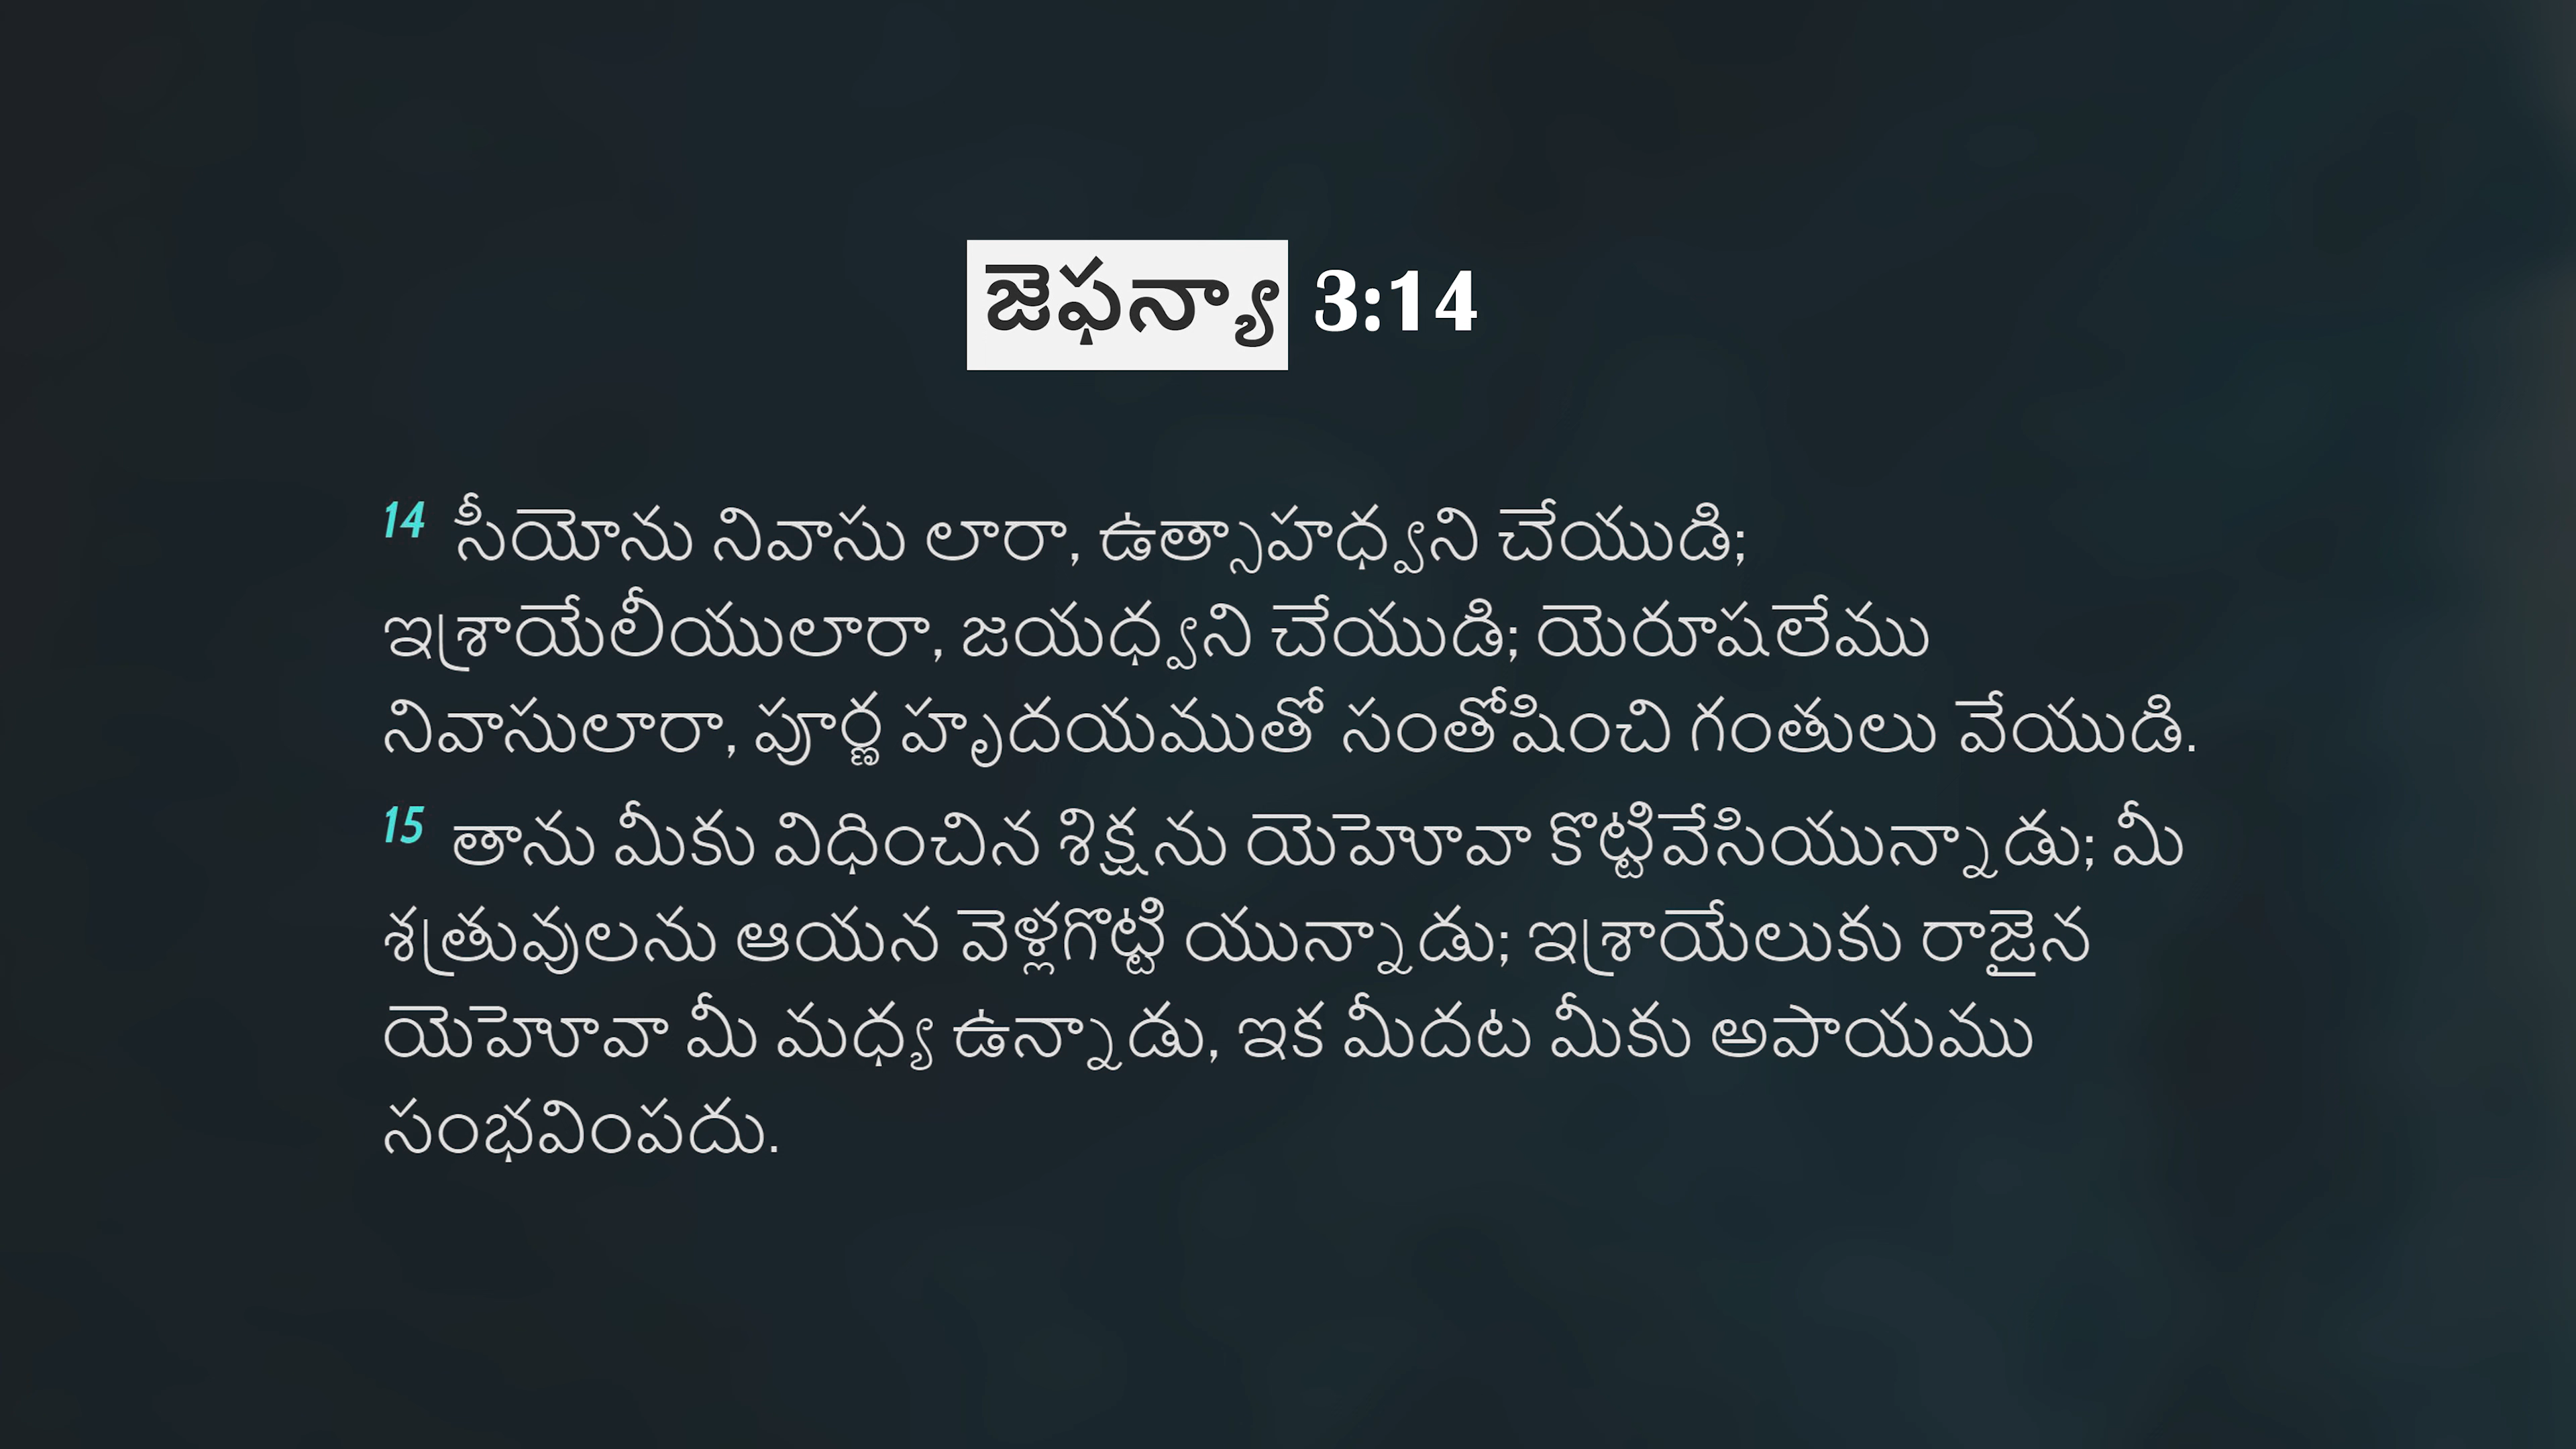 జెఫన్యా 3:14
14 సీయోను నివాసు లారా, ఉత్సాహధ్వని చేయుడి;
ఇశ్రాయేలీయులారా, జయధ్వని చేయుడి; యెరూషలేము
నివాసులారా, పూర్ణ హృదయముతో సంతోషించి గంతులు వేయుడి.
15 తాను మీకు విధించిన శిక్షను యెహెూవా కొట్టివేసియున్నాడు; మీ
శత్రువులను ఆయన వెళ్లగొట్టి యున్నాడు; ఇశ్రాయేలుకు రాజైన
యెహెూవా మీ మధ్య ఉన్నాడు, ఇక మీదట మీకు అపాయము
సంభవింపదు.